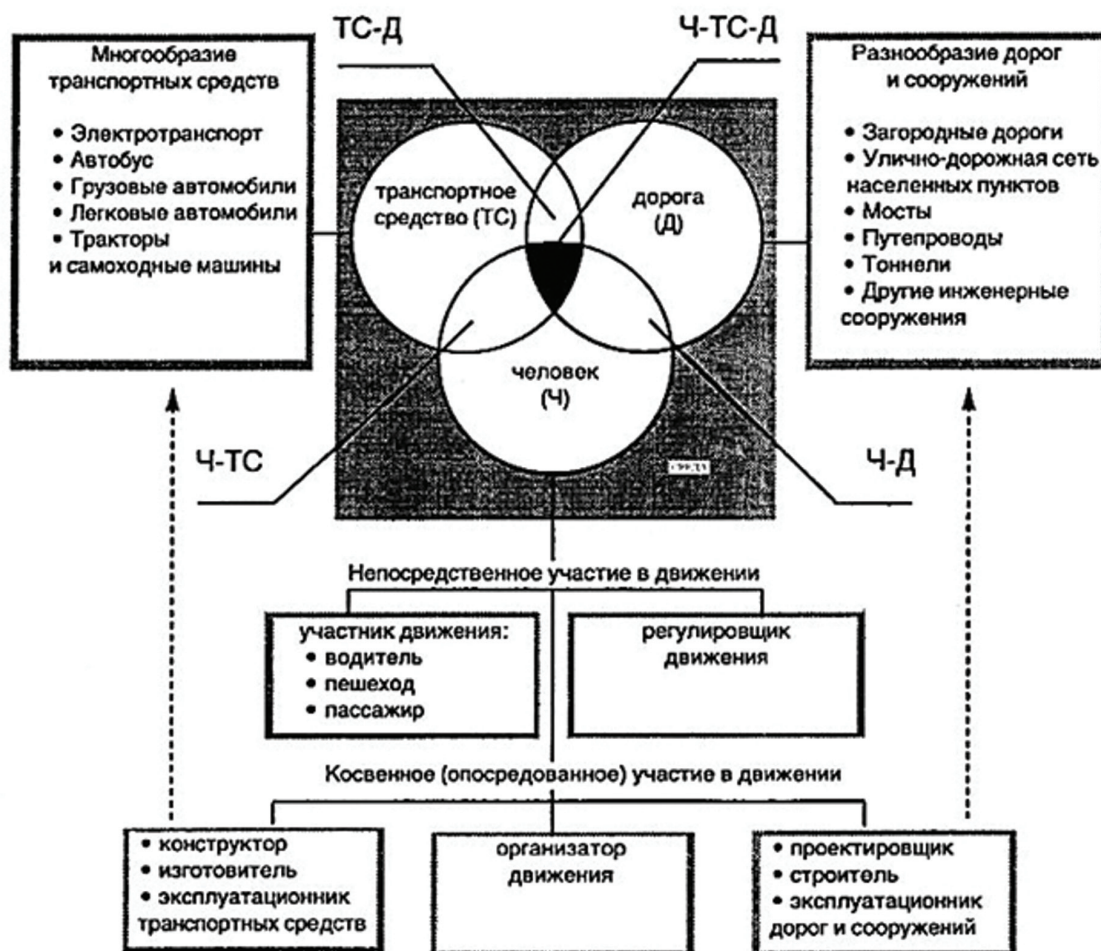 ТС-Д
Ч-ТС-Д
Многообразие
транспортных средств
• Электротранспорт
• Автобус
• Грузовые автомобили
• Легковые автомобили
• Тракторы
и самоходные машины
транспортное
средство (ТС)
дорога
(Д)
человек
(Ч)
Разнообразие дорог
и сооружений
• Загородные дороги
• Улично-дорожная сеть
населенных пунктов
• Мосты
• Путепроводы
• Тоннели
• Другие инженерные
сооружения
Ч-ТС
Ч-Д
СРЕДА
Непосредственное участие в движении
участник движения:
• водитель
• пешеход
• пассажир
регулировщик
движения
Косвенное (опосредованное) участие в движении
• конструктор
• изготовитель
• эксплуатационник
транспортных средств
организатор
движения
• проектировщик
• строитель
• эксплуатационник
дорог и сооружений